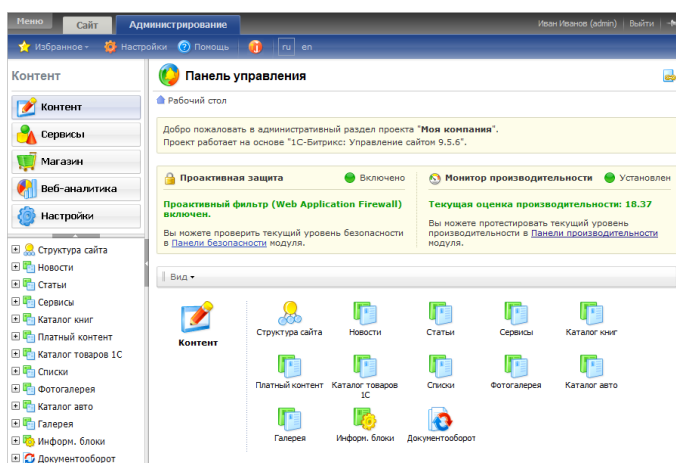 Меню
Сайт
Администрирование
Иван Иванов (admin) | Выйти
Избранное
Настройки
Помощь
ru en
Контент
Контент
Сервисы
Магазин
Веб-аналитика
Настройки
Структура сайта
Новости
Статьи
Сервисы
Каталог книг
Платный контент
Каталог товаров 1С
Списки
Фотогалерея
Каталог авто
Галерея
Информ. блоки
Документооборот
Панель управления
Рабочий стол
Добро пожаловать в административный раздел проекта "Моя компания".
Проект работает на основе "1С-Битрикс: Управление сайтом 9.5.6".
Проактивная защита
Включено
Проактивный фильтр (Web Application Firewall)
включен.
Вы можете проверить текущий уровень безопасности
в Панели безопасности модуля.
Монитор производительности
Установлен
Текущая оценка производительности: 18.37
Вы можете протестировать текущий уровень
производительности в Панели производительности
модуля.
Вид
Контент
Структура сайта
Новости
Статьи
Сервисы
Каталог книг
Платный контент
Каталог товаров
1С
Списки
Фотогалерея
Каталог авто
Галерея
Информ. блоки
Документооборот